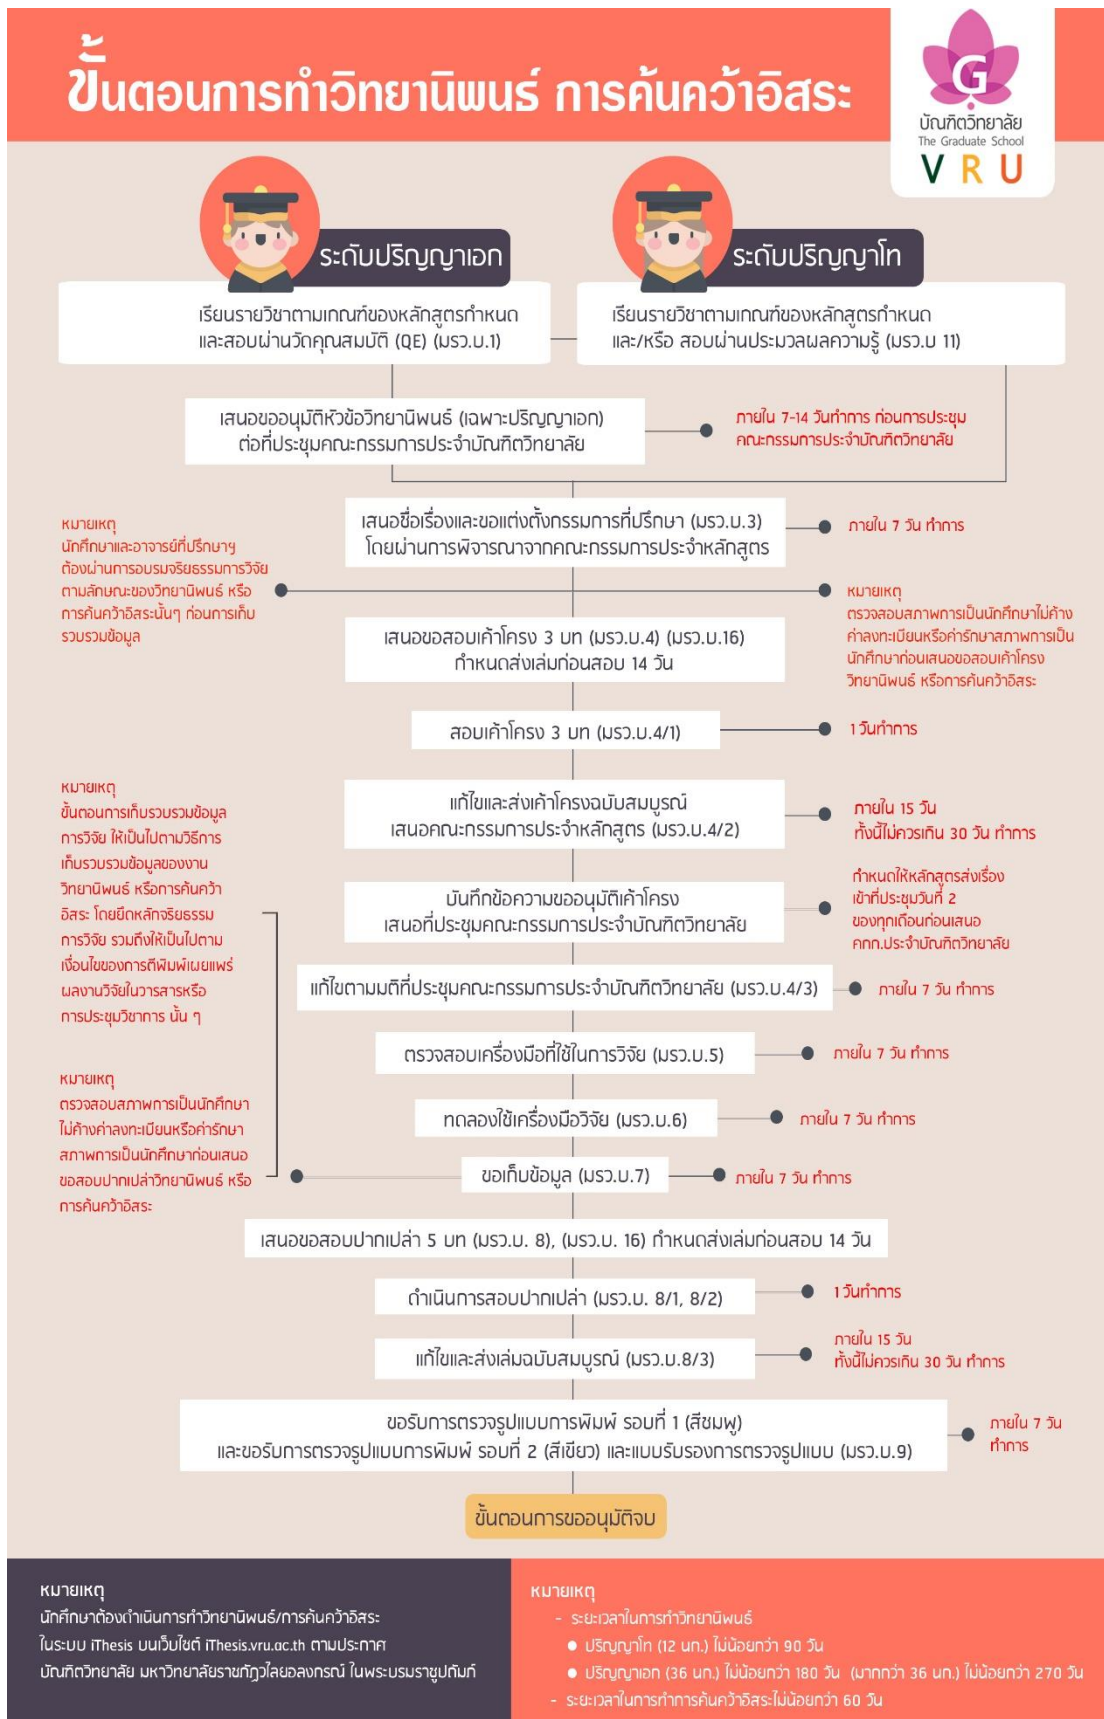 ขั้นตอนการทำวิทยานิพนธ์ การค้นคว้าอิสระ
G
บัณฑิตวิทยาลัย
The Graduate School
V R U
ระดับปริญญาเอก
เรียนรายวิชาตามเกณฑ์ของหลักสูตรกำหนด
และสอบผ่านวัดคุณสมบัติ (QE) (มรว.บ.1)
ระดับปริญญาโท
เรียนรายวิชาตามเกณฑ์ของหลักสูตรกำหนด
และ/หรือ สอบผ่านประมวลผลความรู้ (มรว.บ 11)
เสนอขออนุมัติหัวข้อวิทยานิพนธ์ (เฉพาะปริญญาเอก)
ต่อที่ประชุมคณะกรรมการประจำบัณฑิตวิทยาลัย
ภายใน 7-14 วันทำการ ก่อนการประชุม
คณะกรรมการประจำบัณฑิตวิทยาลัย
เสนอชื่อเรื่องและขอแต่งตั้งกรรมการที่ปรึกษา (มรว.บ.3)
โดยผ่านการพิจารณาจากคณะกรรมการประจำหลักสูตร
ภายใน 7 วัน ทำการ
หมายเหตุ
นักศึกษาและอาจารย์ที่ปรึกษาฯ
ต้องผ่านการอบรมจริยธรรมการวิจัย
ตามลักษณะของวิทยานิพนธ์ หรือ
การค้นคว้าอิสระนั้นๆ ก่อนการเก็บ
รวบรวมข้อมูล
หมายเหตุ
ตรวจสอบสภาพการเป็นนักศึกษาไม่ค้าง
ค่าลงทะเบียนหรือค่ารักษาสภาพการเป็น
นักศึกษาก่อนเสนอขอสอบเค้าโครง
วิทยานิพนธ์ หรือการค้นคว้าอิสระ
เสนอขอสอบเค้าโครง 3 บท (มรว.บ.4) (มรว.บ.16)
กำหนดส่งเล่มก่อนสอบ 14 วัน
สอบเค้าโครง 3 บท (มรว.บ.4/1)
1 วันทำการ
แก้ไขและส่งเค้าโครงฉบับสมบูรณ์
เสนอคณะกรรมการประจำหลักสูตร (มรว.บ.4/2)
ภายใน 15 วัน
ทั้งนี้ไม่ควรเกิน 30 วัน ทำการ
หมายเหตุ
ขั้นตอนการเก็บรวบรวมข้อมูล
การวิจัย ให้เป็นไปตามวิธีการ
เก็บรวบรวมข้อมูลของงาน
วิทยานิพนธ์ หรือการค้นคว้า
อิสระ โดยยึดหลักจริยธรรม
การวิจัย รวมถึงให้เป็นไปตาม
เงื่อนไขของการตีพิมพ์เผยแพร่
ผลงานวิจัยในวารสารหรือ
การประชุมวิชาการ นั้น ๆ
บันทึกข้อความขออนุมัติเค้าโครง
เสนอที่ประชุมคณะกรรมการประจำบัณฑิตวิทยาลัย
กำหนดให้หลักสูตรส่งเรื่อง
เข้าที่ประชุมวันที่ 2
ของทุกเดือนก่อนเสนอ
คกก.ประจำบัณฑิตวิทยาลัย
แก้ไขตามมติที่ประชุมคณะกรรมการประจำบัณฑิตวิทยาลัย (มรว.บ.4/3)
ภายใน 7 วัน ทำการ
ตรวจสอบเครื่องมือที่ใช้ในการวิจัย (มรว.บ.5)
ภายใน 7 วัน ทำการ
หมายเหตุ
ตรวจสอบสภาพการเป็นนักศึกษา
ไม่ค้างค่าลงทะเบียนหรือค่ารักษา
สภาพการเป็นนักศึกษาก่อนเสนอ
ขอสอบปากเปล่าวิทยานิพนธ์ หรือ
การค้นคว้าอิสระ
ทดลองใช้เครื่องมือวิจัย (มรว.บ.6)
ภายใน 7 วัน ทำการ
ขอเก็บข้อมูล (มรว.บ.7)
ภายใน 7 วัน ทำการ
เสนอขอสอบปากเปล่า 5 บท (มรว.บ. 8), (มรว.บ. 16) กำหนดส่งเล่มก่อนสอบ 14 วัน
ดำเนินการสอบปากเปล่า (มรว.บ. 8/1, 8/2)
1 วันทำการ
แก้ไขและส่งเล่มฉบับสมบูรณ์ (มรว.บ.8/3)
ภายใน 15 วัน
ทั้งนี้ไม่ควรเกิน 30 วัน ทำการ
ขอรับการตรวจรูปแบบการพิมพ์ รอบที่ 1 (สีชมพู)
และขอรับการตรวจรูปแบบการพิมพ์ รอบที่ 2 (สีเขียว) และแบบรับรองการตรวจรูปแบบ (มรว.บ.9)
ภายใน 7 วัน
ทำการ
ขั้นตอนการขออนุมัติจบ
หมายเหตุ
นักศึกษาต้องดำเนินการทำวิทยานิพนธ์/การค้นคว้าอิสระ
ในระบบ iThesis บนเว็บไซต์ iThesis.vru.ac.th ตามประกาศ
บัณฑิตวิทยาลัย มหาวิทยาลัยราชภัฏวไลยอลงกรณ์ ในพระบรมราชูปถัมภ์
หมายเหตุ
- ระยะเวลาในการทำวิทยานิพนธ์
● ปริญญาโท (12 นก.) ไม่น้อยกว่า 90 วัน
● ปริญญาเอก (36 นก.) ไม่น้อยกว่า 180 วัน (มากกว่า 36 นก.) ไม่น้อยกว่า 270 วัน
- ระยะเวลาในการทำการค้นคว้าอิสระไม่น้อยกว่า 60 วัน